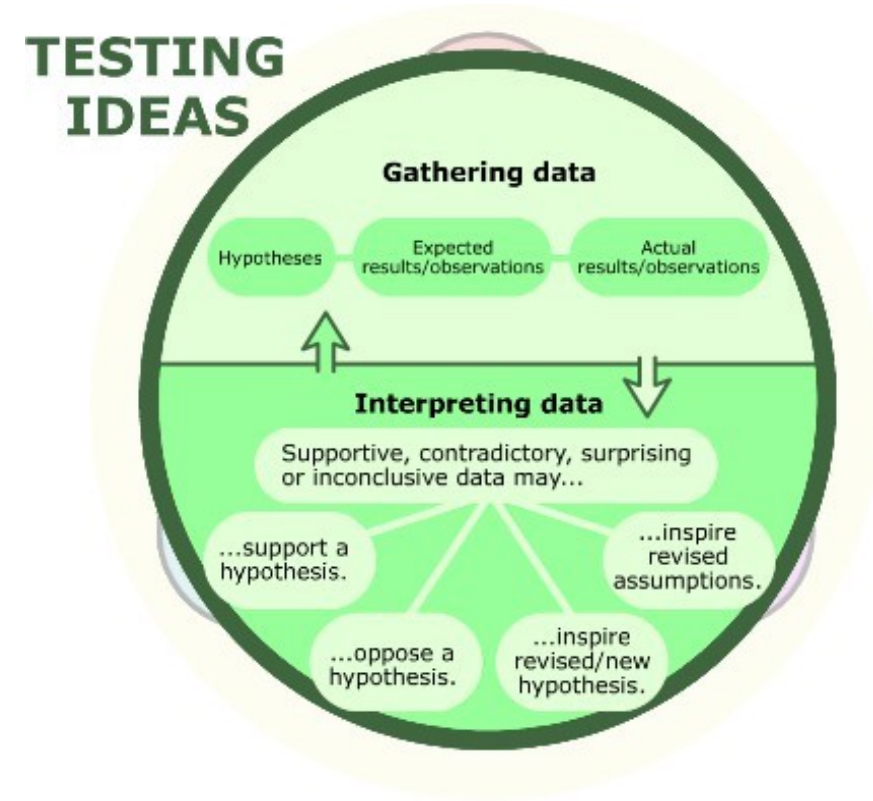 TESTING
IDEAS
Gathering data
Hypotheses
Expected
results/observations
Actual
results/observations
Interpreting data
Supportive, contradictory, surprising
or inconclusive data may...
...support a
hypothesis.
...oppose a
hypothesis.
...inspire
revised/new
hypothesis.
...inspire
revised
assumptions.